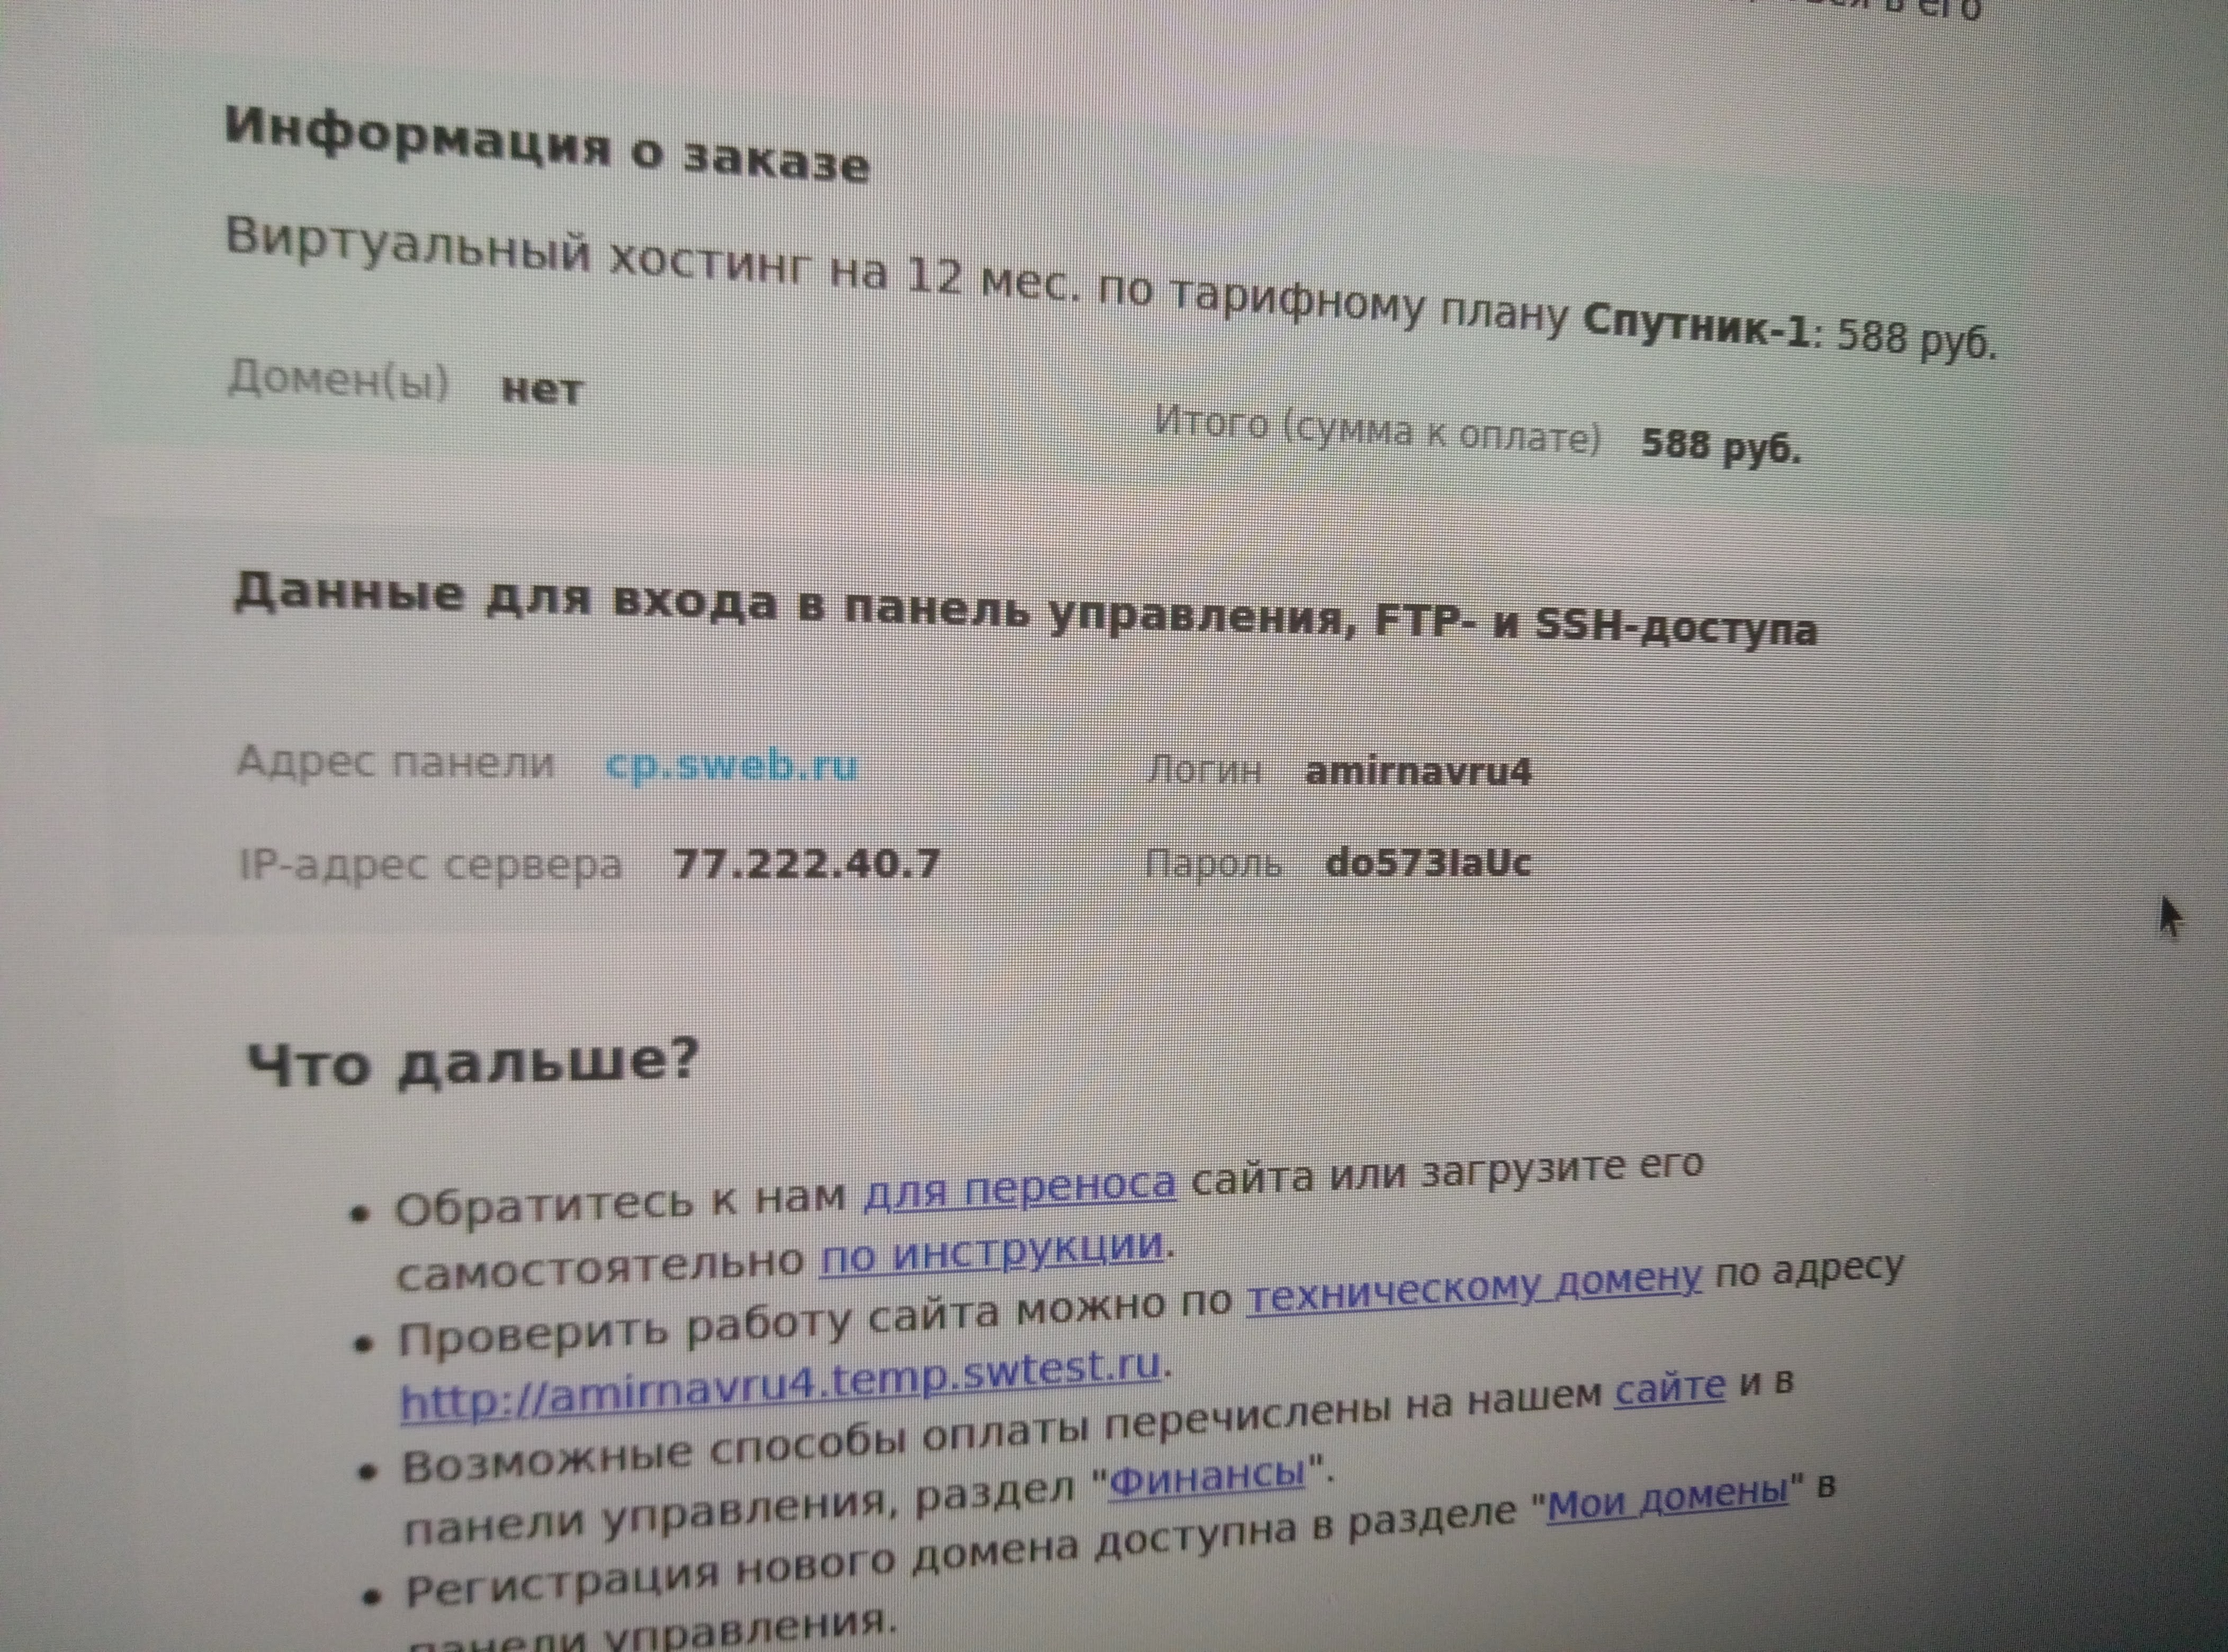 в его
Информация о заказе
Виртуальный хостинг на 12 мес. по тарифному плану Спутник-1: 588 руб.
Домен(ы) нет Итого (сумма к оплате) 588 руб.
Данные для входа в панель управления, FTP- и SSH-доступа
Адрес панели cp.sweb.ru Логин amirnavru4
IP-адрес сервера 77.222.40.7 Пароль do573IaUc
Что дальше?
• Обратитесь к нам для переноса сайта или загрузите его
самостоятельно по инструкции.
• Проверить работу сайта можно по техническому домену по адресу
http://amirnavru4.temp.swtest.ru.
• Возможные способы оплаты перечислены на нашем сайте и в
панели управления, раздел "Финансы".
• Регистрация нового домена доступна в разделе "Мои домены" в
панели управления.